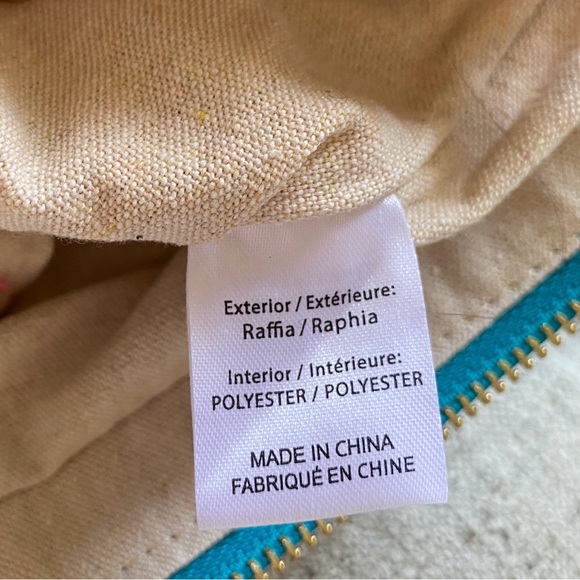 Exterior / Extérieure:
Raffia / Raphia
Interior / Intérieure:
POLYESTER / POLYESTER
MADE IN CHINA
FABRIQUÉ EN CHINE